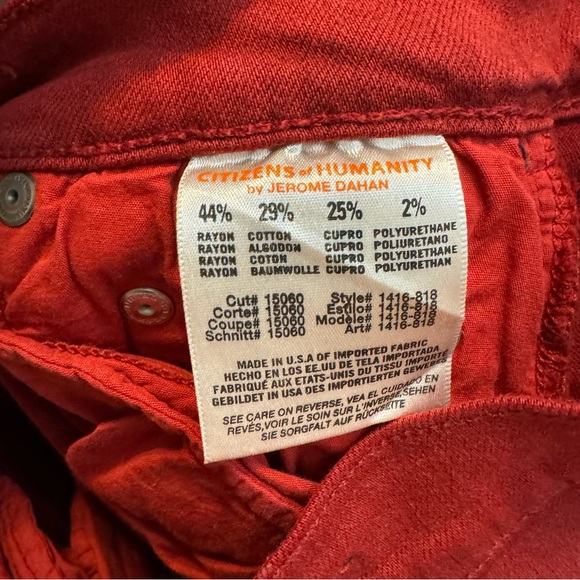 CITIZENS of HUMANITY
by JEROME DAHAN
44% 29% 25% 2%
RAYON COTTON CUPRO POLYURETHANE
RAYON ALGODON CUPRO POLIURETANO
RAYON COTON CUPRO POLYURETHANE
RAYON BAUMWOLLE CUPRO POLYURETHAN
Cut# 15060 Style# 1416-818
Corte# 15060 Estilo# 1416-818
Coupe# 15060 Modèle# 1416-818
Schnitt# 15060 Art# 1416-818
MADE IN U.S.A OF IMPORTED FABRIC
HECHO EN LOS EE.UU DE TELA IMPORTADA
FABRIQUÉ AUX ETATS-UNIS DU TISSU IMPORTÉ
GEBILDET IN USA DES IMPORTIERTEN GEWEBES
SEE CARE ON REVERSE, VEA EL CUIDADO EN
REVÉS,VOIR LE SOIN SUR L'INVERSE,SEHEN
SIE SORGFALT AUF RÜCKSEITE